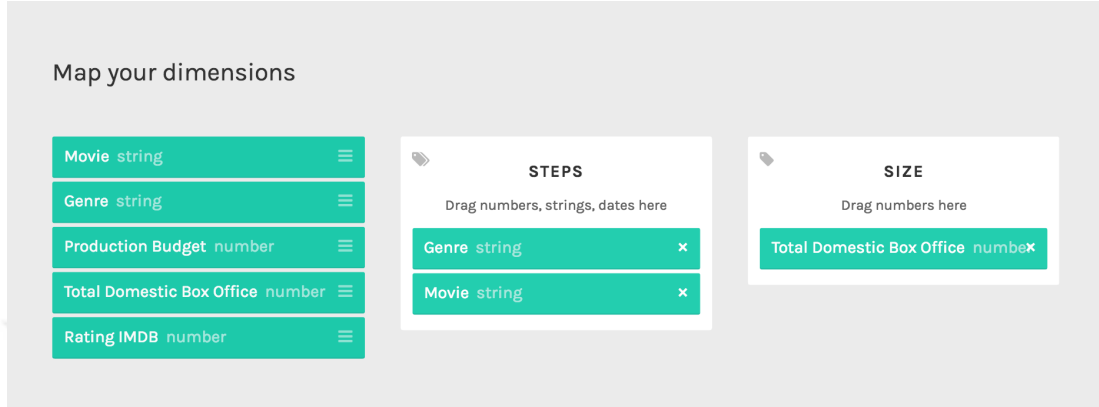 Map your dimensions
Movie string
Genre string
Production Budget number
Total Domestic Box Office number
Rating IMDB number
STEPS
Drag numbers, strings, dates here
Genre string ×
Movie string ×
SIZE
Drag numbers here
Total Domestic Box Office numbe×